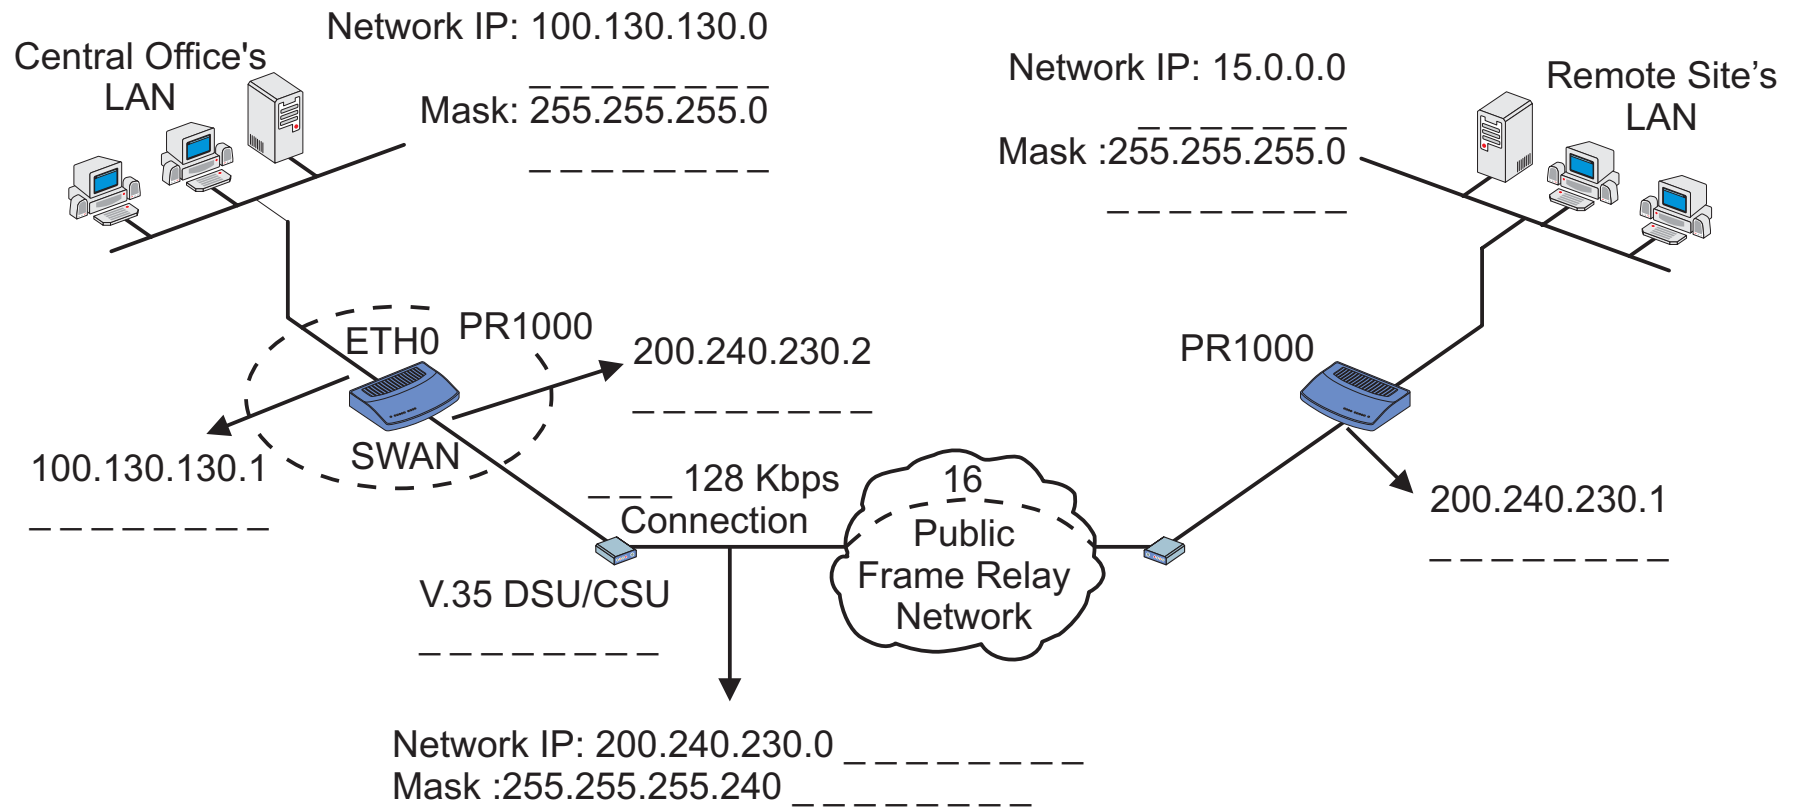 Network IP: 100.130.130.0
_ _ _ _ _ _ _ _
Mask: 255.255.255.0
_ _ _ _ _ _ _ _
Central Office's
LAN
Network IP: 15.0.0.0
_ _ _ _ _ _ _
Mask :255.255.255.0
_ _ _ _ _ _ _ _
Remote Site’s
LAN
ETH0
PR1000
200.240.230.2
_ _ _ _ _ _ _ _
PR1000
100.130.130.1
_ _ _ _ _ _ _ _
SWAN
_ _ _ 128 Kbps
Connection
16
Public
Frame Relay
Network
200.240.230.1
_ _ _ _ _ _ _ _
V.35 DSU/CSU
_ _ _ _ _ _ _ _
Network IP: 200.240.230.0 _ _ _ _ _ _ _ _
Mask :255.255.255.240 _ _ _ _ _ _ _ _